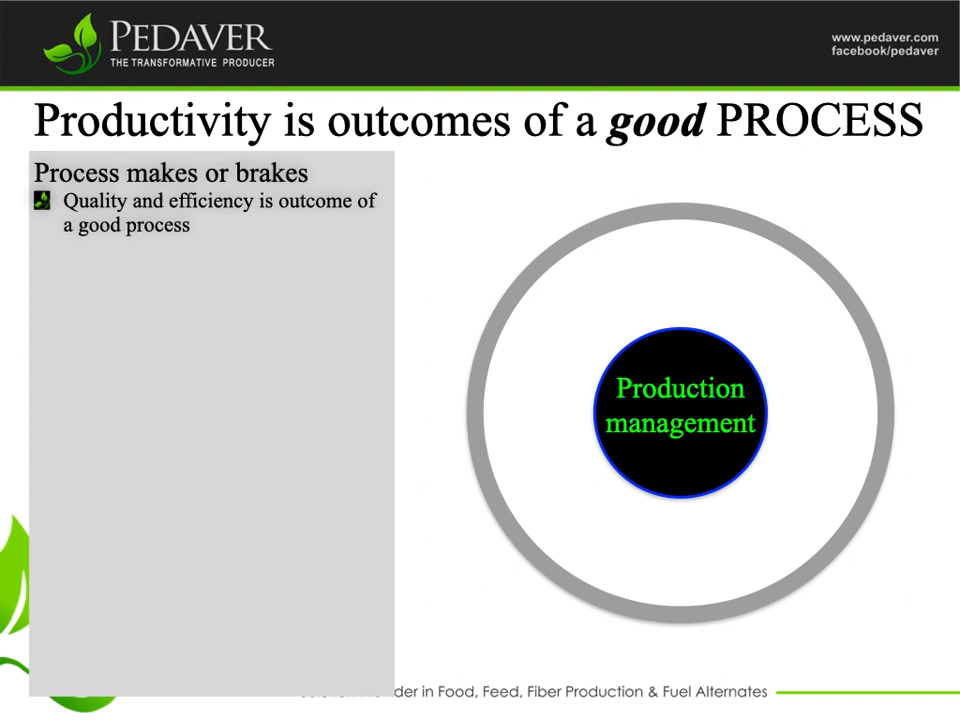 PEDAVER
THE TRANSFORMATIVE PRODUCER
www.pedaver.com
facebook/pedaver
Productivity is outcomes of a good PROCESS
Process makes or brakes
Quality and efficiency is outcome of
a good process
Production
management
in Food, Feed, Fiber Production & Fuel Alternates